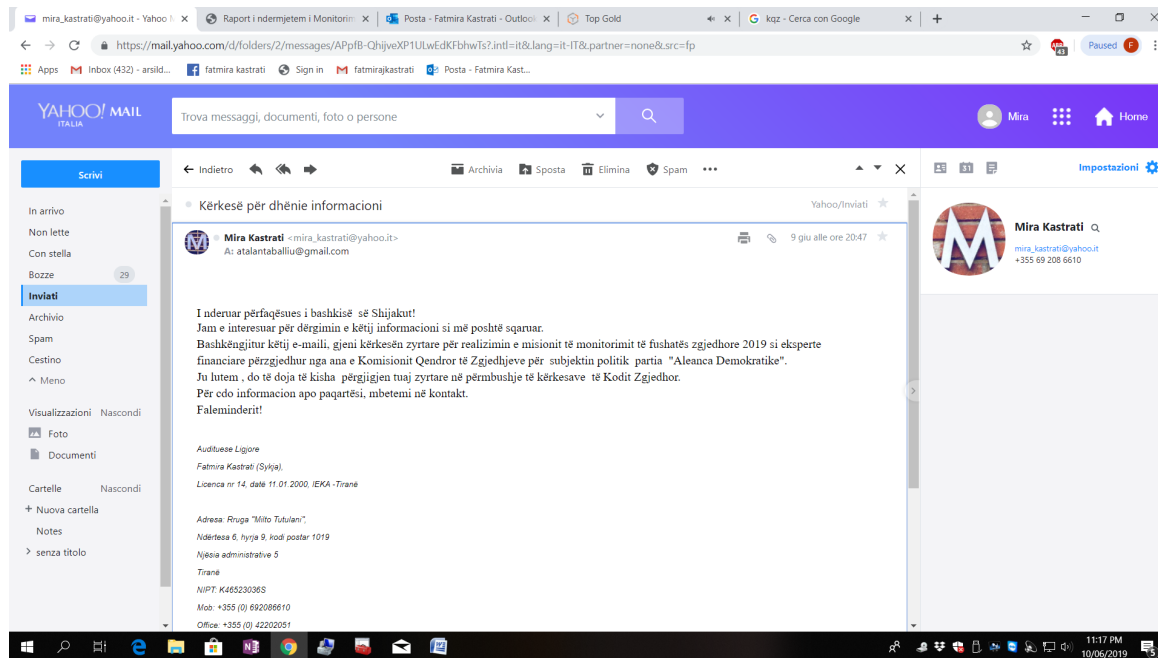 mira_kastrati@yahoo.it - Yahoo
Raport i ndermjetem i Monitorim
Posta - Fatmira Kastrati - Outlook
Top Gold
kqz - Cerca con Google
https://mail.yahoo.com/d/folders/2/messages/APpfB-QhijveXP1ULwEdKFbhwTs?.intl=it&.lang=it-IT&.partner=none&.src=fp
43
Paused
F
Apps
Inbox (432) - arsild...
fatmira kastrati
Sign in
fatmirajkastrati
Posta - Fatmira Kast...
YAHOO! MAIL
ITALIA
Trova messaggi, documenti, foto o persone
Mira
Home
Scrivi
Indietro
Archivia
Sposta
Elimina
Spam
Impostazioni
In arrivo
Non lette
Con stella
Bozze 29
Inviati
Archivio
Spam
Cestino
Meno
Visualizzazioni Nascondi
Foto
Documenti
Cartelle Nascondi
+ Nuova cartella
Notes
senza titolo
Kërkesë për dhënie informacioni
Yahoo/Inviati
Mira Kastrati <mira_kastrati@yahoo.it>
A: atalantaballiu@gmail.com
9 giu alle ore 20:47
I nderuar përfaqësues i bashkisë së Shijakut!
Jam e interesuar për dërgimin e këtij informacioni si më poshtë sqaruar.
Bashkëngjitur këtij e-maili, gjeni kërkesën zyrtare për realizimin e misionit të monitorimit të fushatës zgjedhore 2019 si eksperte
financiare përzgjedhur nga ana e Komisionit Qendror të Zgjedhjeve për subjektin politik partia "Aleanca Demokratike".
Ju lutem , do të doja të kisha përgjigjen tuaj zyrtare në përmbushje të kërkesave të Kodit Zgjedhor.
Për cdo informacion apo paqartësi, mbetemi në kontakt.
Faleminderit!
Audituese Ligjore
Fatmira Kastrati (Sykja),
Licenca nr 14, datë 11.01.2000, IEKA -Tiranë
Adresa: Rruga "Milto Tutulani",
Ndërtesa 6, hyrja 9, kodi postar 1019
Njësia administrative 5
Tiranë
NIPT: K46523036S
Mob: +355 (0) 692086610
Office: +355 (0) 42202051
31
M
Mira Kastrati
mira_kastrati@yahoo.it
+355 69 208 6610
11:17 PM
10/06/2019
5